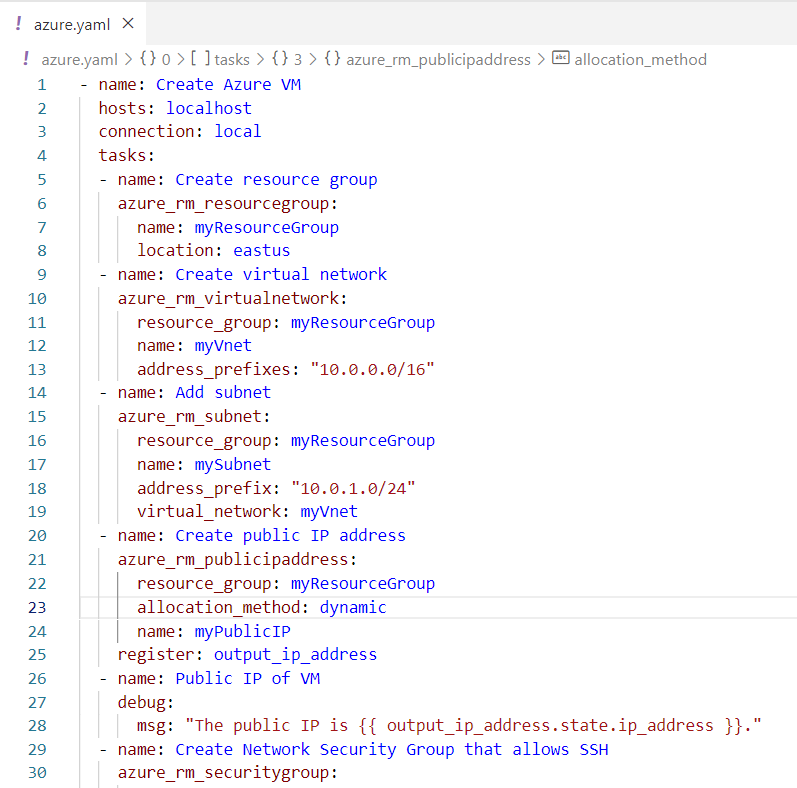 ! azure.yaml ×
! azure.yaml > {} 0 > [ ] tasks > {} 3 > {} azure_rm_publicipaddress > abc allocation_method
1 - name: Create Azure VM
2 hosts: localhost
3 connection: local
4 tasks:
5 - name: Create resource group
6 azure_rm_resourcegroup:
7 name: myResourceGroup
8 location: eastus
9 - name: Create virtual network
10 azure_rm_virtualnetwork:
11 resource_group: myResourceGroup
12 name: myVnet
13 address_prefixes: "10.0.0.0/16"
14 - name: Add subnet
15 azure_rm_subnet:
16 resource_group: myResourceGroup
17 name: mySubnet
18 address_prefix: "10.0.1.0/24"
19 virtual_network: myVnet
20 - name: Create public IP address
21 azure_rm_publicipaddress:
22 resource_group: myResourceGroup
23 allocation_method: dynamic
24 name: myPublicIP
25 register: output_ip_address
26 - name: Public IP of VM
27 debug:
28 msg: "The public IP is {{ output_ip_address.state.ip_address }}."
29 - name: Create Network Security Group that allows SSH
30 azure_rm_securitygroup: